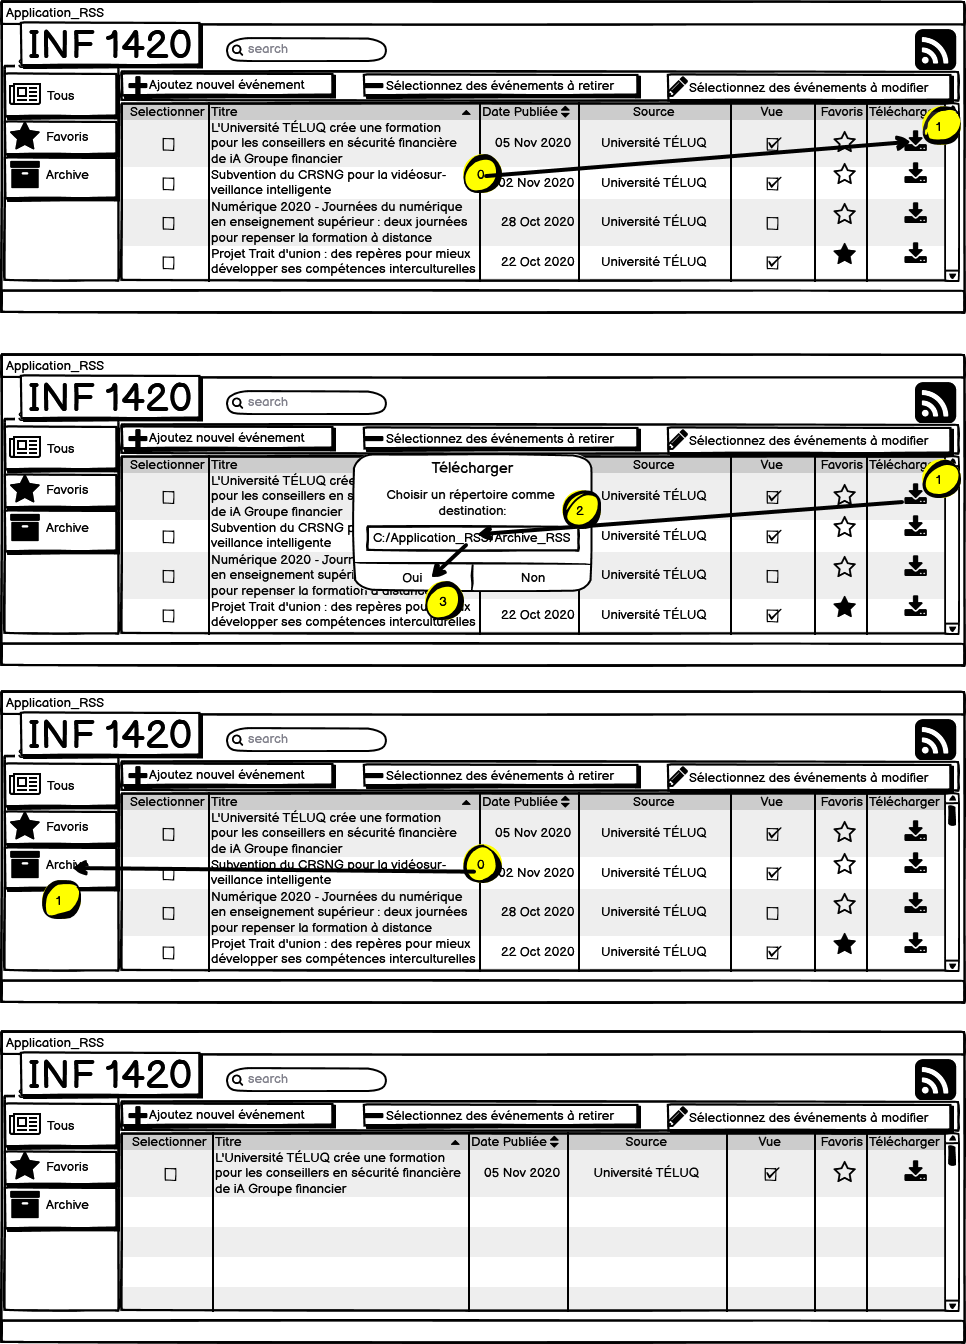 Application_RSS
INF 1420
search
Tous
Favoris
Archive
Ajoutez nouvel événement
Sélectionnez des événements à retirer
Sélectionnez des événements à modifier
Selectionner Titre Date Publiée Source Vue Favoris
1
L'Université TÉLUQ crée une formation
pour les conseillers en sécurité financière
de iA Groupe financier
05 Nov 2020 Université TÉLUQ
Subvention du CRSNG pour la vidéosur-
veillance intelligente
0
02 Nov 2020 Université TÉLUQ
Numérique 2020 - Journées du numérique
en enseignement supérieur : deux journées
pour repenser la formation à distance
28 Oct 2020 Université TÉLUQ
Projet Trait d'union : des repères pour mieux
développer ses compétences interculturelles
22 Oct 2020 Université TÉLUQ
Application_RSS
INF 1420
search
Tous
Favoris
Archive
Ajoutez nouvel événement
Sélectionnez des événements à retirer
Sélectionnez des événements à modifier
Selectionner Titre Source Vue Favoris
1
L'Université TÉLUQ
pour les conseillers en
de iA Groupe financier
Université TÉLUQ
Subvention du CRSNG
veillance intelligente
Université TÉLUQ
Numérique 2020 -
en enseignement
pour repenser la formation à
Université TÉLUQ
Projet Trait d'union : des repères
développer ses compétences interculturelles
22 Oct 2020 Université TÉLUQ
Télécharger
Choisir un répertoire comme
destination:
2
C:/Application_RSS/Archive_RSS
Oui Non
3
Application_RSS
INF 1420
search
Tous
Favoris
Archive
1
Ajoutez nouvel événement
Sélectionnez des événements à retirer
Sélectionnez des événements à modifier
Selectionner Titre Date Publiée Source Vue Favoris Télécharger
L'Université TÉLUQ crée une formation
pour les conseillers en sécurité financière
de iA Groupe financier
05 Nov 2020 Université TÉLUQ
Subvention du CRSNG pour la vidéosur-
veillance intelligente
0
02 Nov 2020 Université TÉLUQ
Numérique 2020 - Journées du numérique
en enseignement supérieur : deux journées
pour repenser la formation à distance
28 Oct 2020 Université TÉLUQ
Projet Trait d'union : des repères pour mieux
développer ses compétences interculturelles
22 Oct 2020 Université TÉLUQ
Application_RSS
INF 1420
search
Tous
Favoris
Archive
Ajoutez nouvel événement
Sélectionnez des événements à retirer
Sélectionnez des événements à modifier
Selectionner Titre Date Publiée Source Vue Favoris Télécharger
L'Université TÉLUQ crée une formation
pour les conseillers en sécurité financière
de iA Groupe financier
05 Nov 2020 Université TÉLUQ